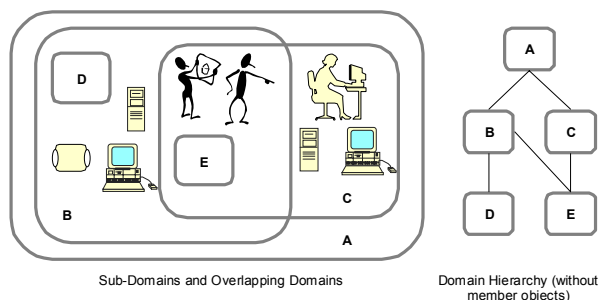 D
E
B
C
A
Sub-Domains and Overlapping Domains
A
B
C
D
E
Domain Hierarchy (without
member objects)